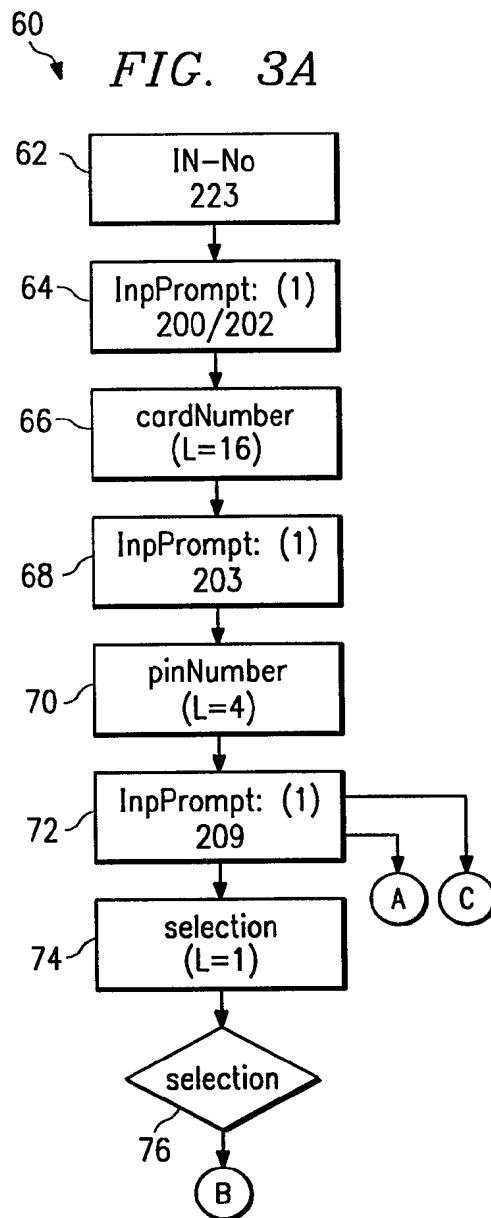 60
FIG. 3A
62
IN-No
223
64
InpPrompt: (1)
200/202
66
cardNumber
(L=16)
68
InpPrompt: (1)
203
70
pinNumber
(L=4)
72
InpPrompt: (1)
209
A
C
74
selection
(L=1)
selection
76
B